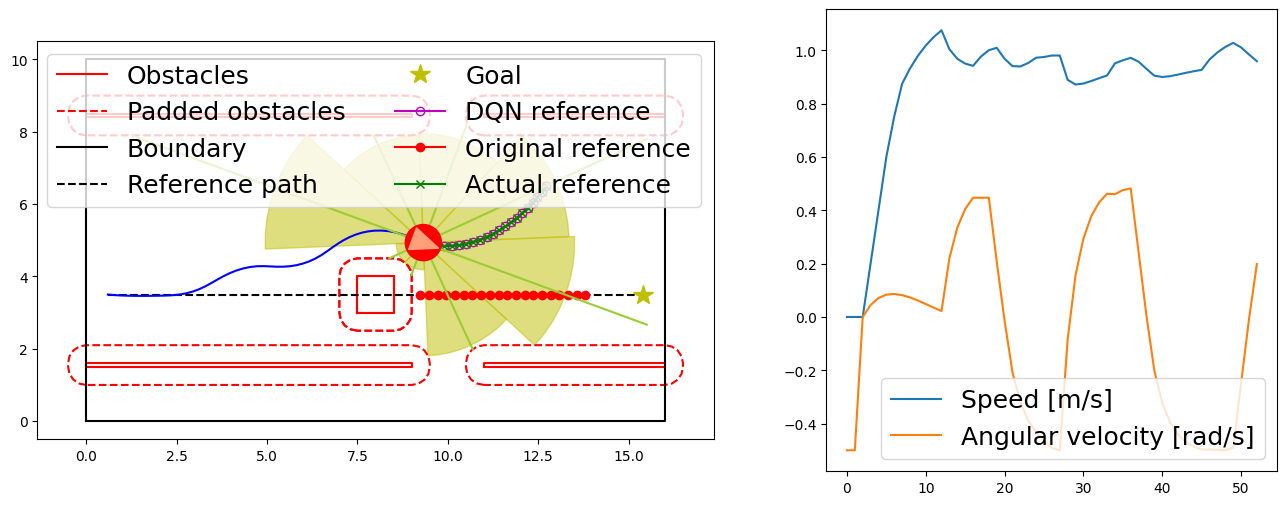 Obstacles
Padded obstacles
Boundary
Reference path
Goal
DQN reference
Original reference
Actual reference
10
8
6
4
2
0
0.0 2.5 5.0 7.5 10.0 12.5 15.0
1.0
0.8
0.6
0.4
0.2
0.0
−0.2
−0.4
Speed [m/s]
Angular velocity [rad/s]
0 10 20 30 40 50